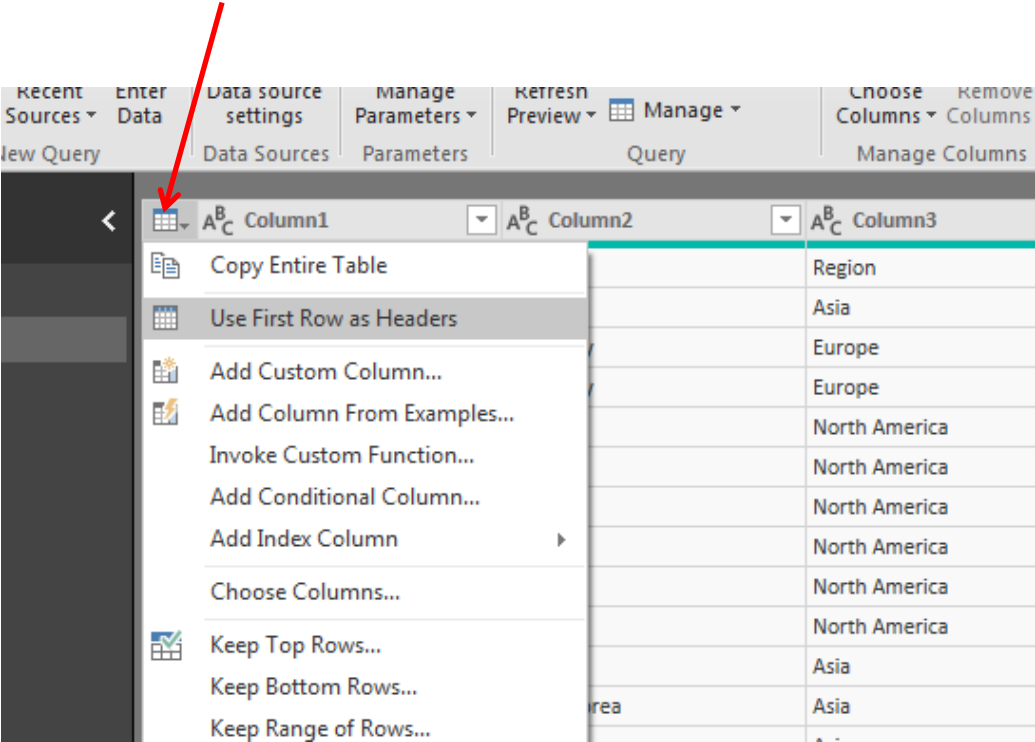 Recent Enter Data source Manage Refresh Choose Remove
Sources Data settings Parameters Preview Manage Columns Columns
New Query Data Sources Parameters Query Manage Columns
ABC Column1 ABC Column2 ABC Column3
Copy Entire Table
Region
Use First Row as Headers
Asia
Europe
Add Custom Column...
Europe
Add Column From Examples...
North America
Invoke Custom Function...
North America
Add Conditional Column...
North America
Add Index Column
North America
Choose Columns...
North America
Keep Top Rows...
North America
Asia
Keep Bottom Rows...
rea Asia
Keep Range of Rows...